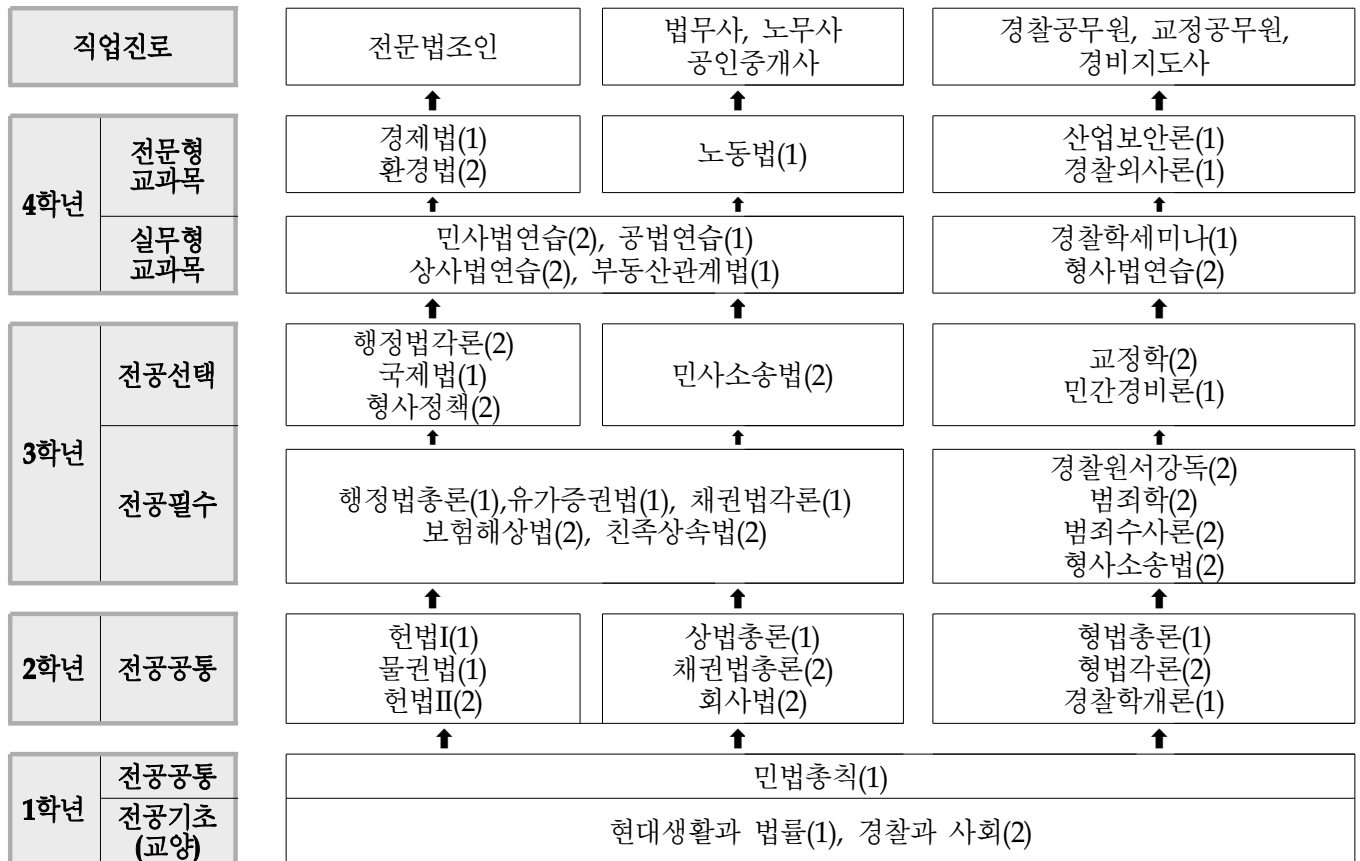 직업진로
전문법조인
법무사, 노무사
공인중개사
경찰공무원, 교정공무원,
경비지도사
4학년
전문형
교과목
경제법(1)
환경법(2)
노동법(1)
산업보안론(1)
경찰외사론(1)
실무형
교과목
민사법연습(2), 공법연습(1)
상사법연습(2), 부동산관계법(1)
경찰학세미나(1)
형사법연습(2)
3학년
전공선택
행정법각론(2)
국제법(1)
형사정책(2)
민사소송법(2)
교정학(2)
민간경비론(1)
전공필수
행정법총론(1),유가증권법(1), 채권법각론(1)
보험해상법(2), 친족상속법(2)
경찰원서강독(2)
범죄학(2)
범죄수사론(2)
형사소송법(2)
2학년
전공공통
헌법I(1)
물권법(1)
헌법II(2)
상법총론(1)
채권법총론(2)
회사법(2)
형법총론(1)
형법각론(2)
경찰학개론(1)
1학년
전공공통
민법총칙(1)
전공기초
(교양)
현대생활과 법률(1), 경찰과 사회(2)